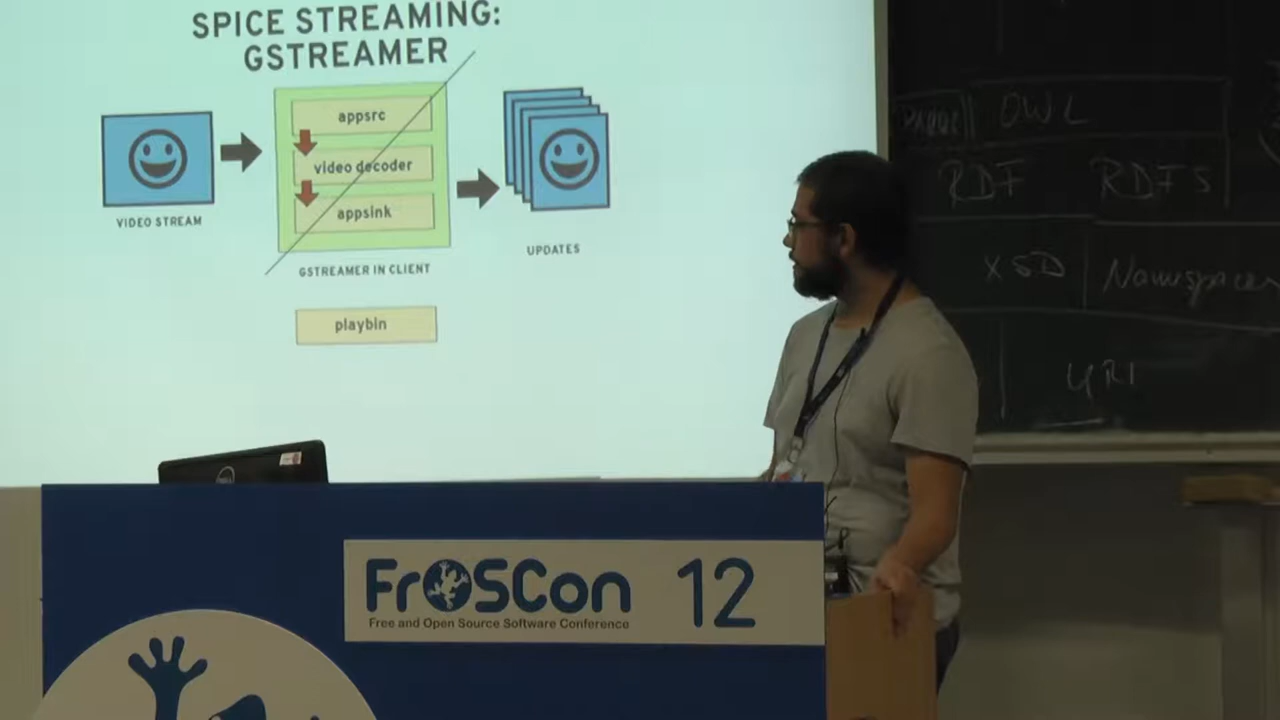 SPICE STREAMING:
GSTREAMER
appsrc
video decoder
appsink
VIDEO STREAM
UPDATES
GSTREAMER IN CLIENT
playbin
OWL
RDF RDFS
XSD Namespaces
URI
FrOSCon 12
Free and Open Source Software Conference